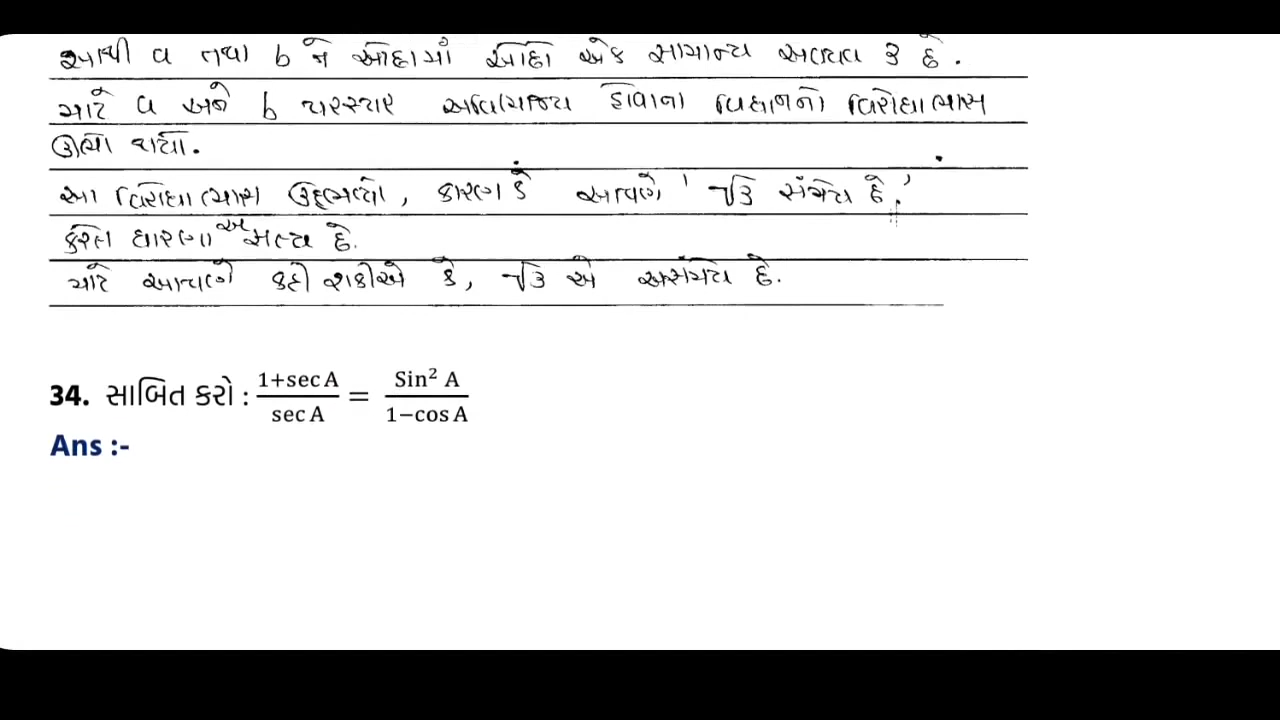 આથી a તથા b ને ઓછામાં ઓછો એક સામાન્ય અવયવ 3 છે.
માટે a અને b પરસ્પર અવિભાજ્ય હોવાના વિધાનનો વિરોધાભાસ
ઊભો થયો.
આ વિરોધાભાસ ઉદ્ભવ્યો, કારણ કે આપણે '√3 સંમેય છે.'
કરેલ ધારણા એ અસત્ય છે.
માટે આપણે કહી શકીએ કે, √3 એ અસંમેય છે.
34. સાબિત કરો : (1+sec A)/(sec A) = (Sin² A)/(1−cos A)
Ans :-